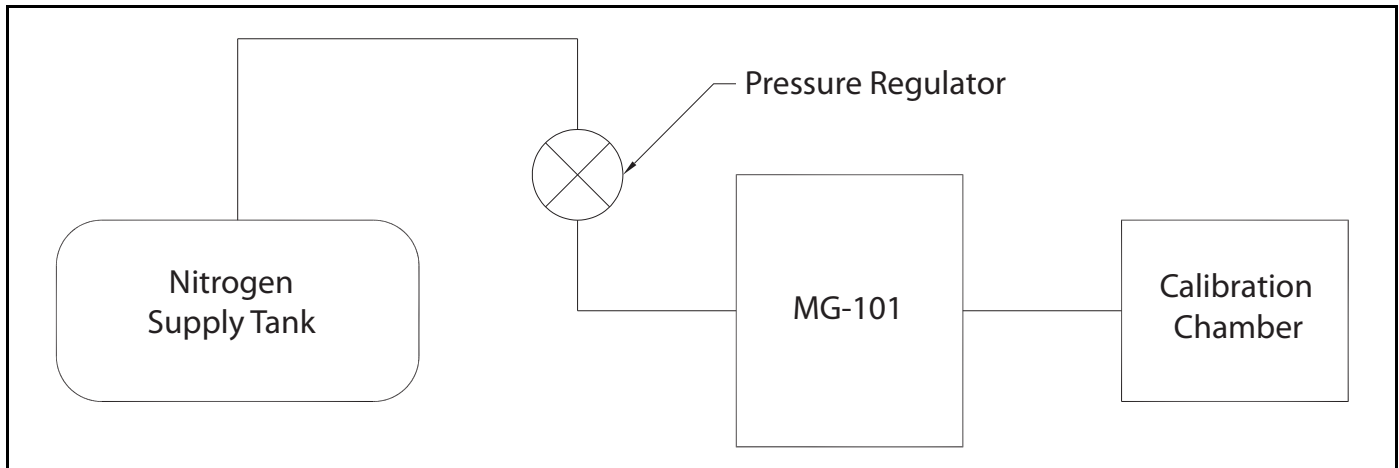 Pressure Regulator
Nitrogen
Supply Tank
MG-101
Calibration
Chamber